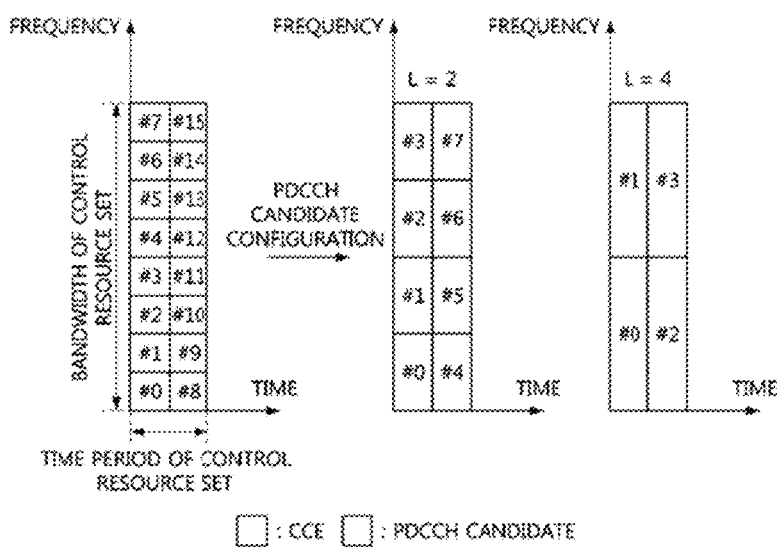 FREQUENCY
FREQUENCY
FREQUENCY
L = 2
L = 4
BANDWIDTH OF CONTROL
RESOURCE SET
#7 #15
#6 #14
#5 #13
#4 #12
#3 #11
#2 #10
#1 #9
#0 #8
TIME
TIME PERIOD OF CONTROL
RESOURCE SET
PDCCH
CANDIDATE
CONFIGURATION
#3 #7
#2 #6
#1 #5
#0 #4
TIME
#1 #3
#0 #2
TIME
: CCE : PDCCH CANDIDATE